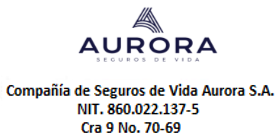 AURORA
SEGUROS DE VIDA
Compañía de Seguros de Vida Aurora S.A.
NIT. 860.022.137-5
Cra 9 No. 70-69